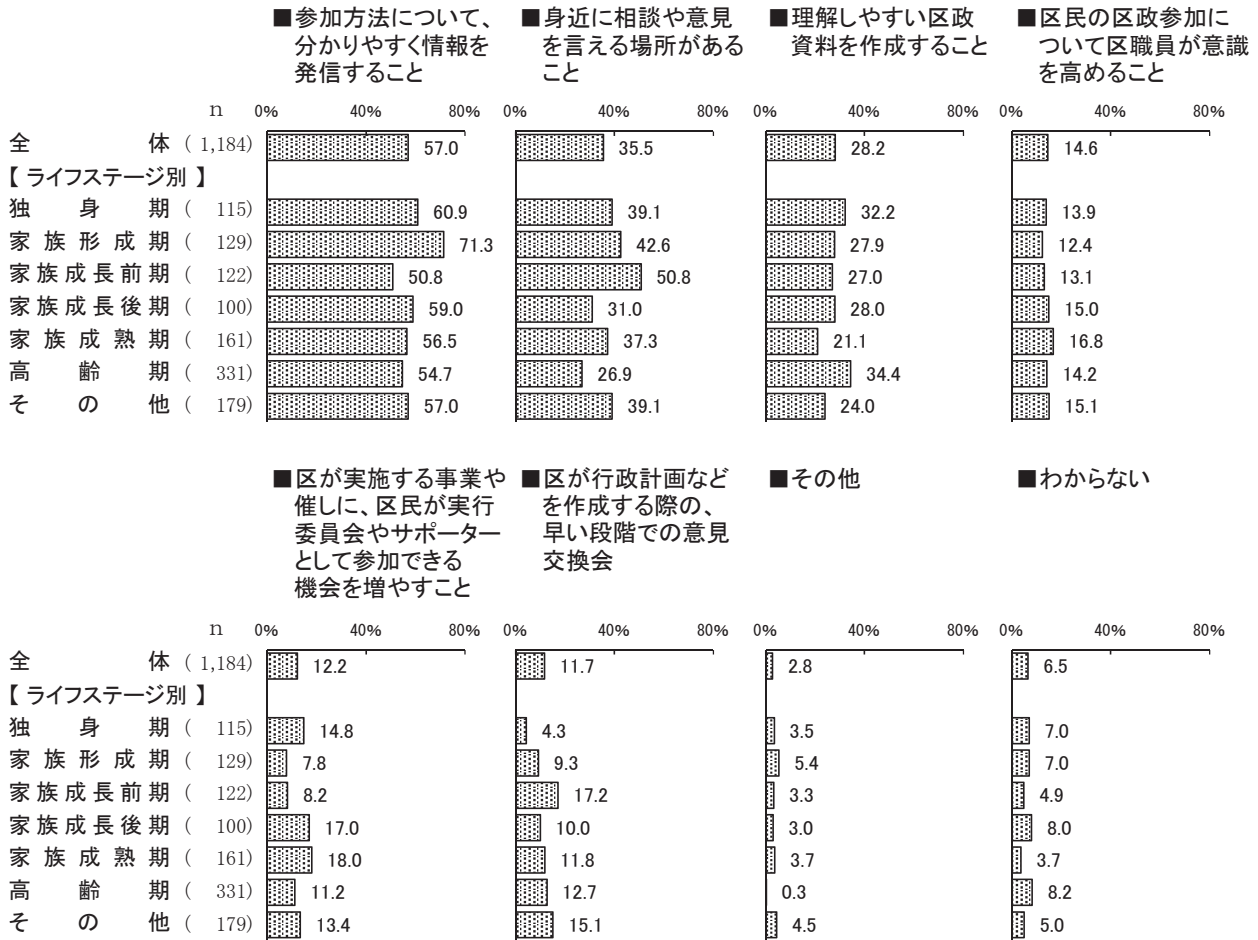 ■参加方法について、
分かりやすく情報を
発信すること
■身近に相談や意見
を言える場所がある
こと
■理解しやすい区政
資料を作成すること
■区民の区政参加に
ついて区職員が意識
を高めること
n 0% 40% 80% 0% 40% 80% 0% 40% 80% 0% 40% 80%
全体 ( 1,184) 57.0 35.5 28.2 14.6
【 ライフステージ別 】
独身期 ( 115) 60.9 39.1 32.2 13.9
家族形成期 ( 129) 71.3 42.6 27.9 12.4
家族成長前期 ( 122) 50.8 50.8 27.0 13.1
家族成長後期 ( 100) 59.0 31.0 28.0 15.0
家族成熟期 ( 161) 56.5 37.3 21.1 16.8
高齢期 ( 331) 54.7 26.9 34.4 14.2
その他 ( 179) 57.0 39.1 24.0 15.1
■区が実施する事業や
催しに、区民が実行
委員会やサポーター
として参加できる
機会を増やすこと
■区が行政計画など
を作成する際の、
早い段階での意見
交換会
■その他
■わからない
n 0% 40% 80% 0% 40% 80% 0% 40% 80% 0% 40% 80%
全体 ( 1,184) 12.2 11.7 2.8 6.5
【 ライフステージ別 】
独身期 ( 115) 14.8 4.3 3.5 7.0
家族形成期 ( 129) 7.8 9.3 5.4 7.0
家族成長前期 ( 122) 8.2 17.2 3.3 4.9
家族成長後期 ( 100) 17.0 10.0 3.0 8.0
家族成熟期 ( 161) 18.0 11.8 3.7 3.7
高齢期 ( 331) 11.2 12.7 0.3 8.2
その他 ( 179) 13.4 15.1 4.5 5.0